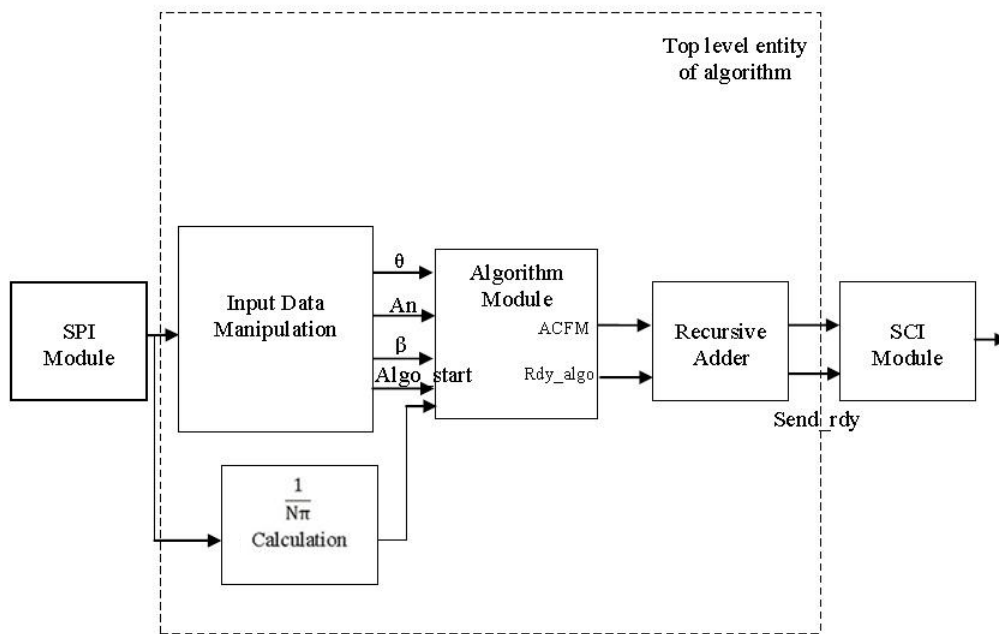 Top level entity
of algorithm
SPI
Module
Input Data
Manipulation
θ
An
β
Algo_start
Algorithm
Module
ACFM
Rdy_algo
Recursive
Adder
SCI
Module
Send_rdy
1
Nπ
Calculation